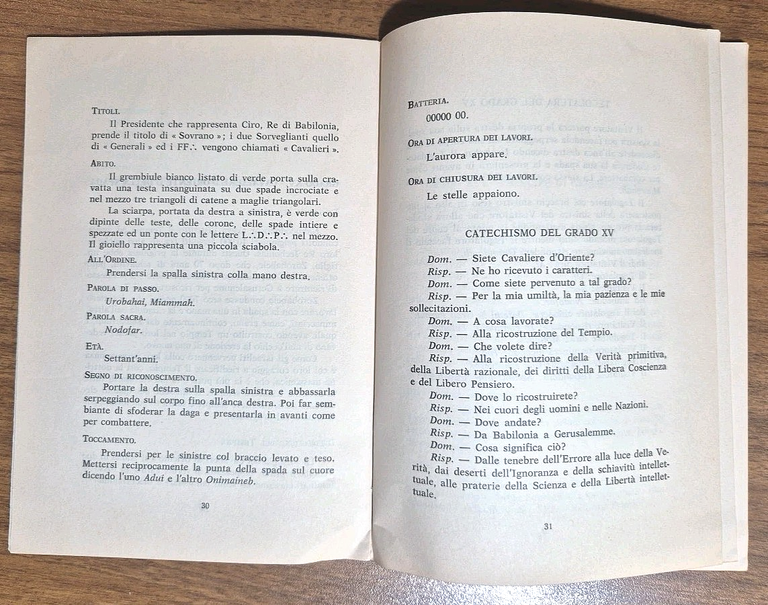 TITOLI.
Il Presidente che rappresenta Ciro, Re di Babilonia,
prende il titolo di « Sovrano »; i due Sorveglianti quello
di « Generali » ed i FF∴ vengono chiamati « Cavalieri ».
ABITO.
Il grembiule bianco listato di verde porta sulla cra-
vatta una testa insanguinata su due spade incrociate e
nel mezzo tre triangoli di catene a maglie triangolari.
La sciarpa, portata da destra a sinistra, è verde con
dipinte delle teste, delle corone, delle spade intiere e
spezzate ed un ponte con le lettere L∴D∴P∴ nel mezzo.
Il gioiello rappresenta una piccola sciabola.
ALL'ORDINE.
Prendersi la spalla sinistra colla mano destra.
PAROLA DI PASSO.
Urobahai, Miammah.
PAROLA SACRA.
Nodofar.
ETÀ.
Settant'anni.
SEGNO DI RICONOSCIMENTO.
Portare la destra sulla spalla sinistra e abbassarla
serpeggiando sul corpo fino all'anca destra. Poi far sem-
biante di sfoderar la daga e presentarla in avanti come
per combattere.
TOCCAMENTO.
Prendersi per le sinistre col braccio levato e teso.
Mettersi reciprocamente la punta della spada sul cuore
dicendo l'uno Adui e l'altro Onimaineb.
30
BATTERIA.
00000 00.
ORA DI APERTURA DEI LAVORI.
L'aurora appare.
ORA DI CHIUSURA DEI LAVORI.
Le stelle appaiono.
CATECHISMO DEL GRADO XV
Dom. — Siete Cavaliere d'Oriente?
Risp. — Ne ho ricevuto i caratteri.
Dom. — Come siete pervenuto a tal grado?
Risp. — Per la mia umiltà, la mia pazienza e le mie
sollecitazioni.
Dom. — A cosa lavorate?
Risp. — Alla ricostruzione del Tempio.
Dom. — Che volete dire?
Risp. — Alla ricostruzione della Verità primitiva,
della Libertà razionale, dei diritti della Libera Coscienza
e del Libero Pensiero.
Dom. — Dove lo ricostruirete?
Risp. — Nei cuori degli uomini e nelle Nazioni.
Dom. — Dove andate?
Risp. — Da Babilonia a Gerusalemme.
Dom. — Cosa significa ciò?
Risp. — Dalle tenebre dell'Errore alla luce della Ve-
rità, dai deserti dell'Ignoranza e della schiavitù intellet-
tuale, alle praterie della Scienza e della Libertà intellet-
tuale.
31